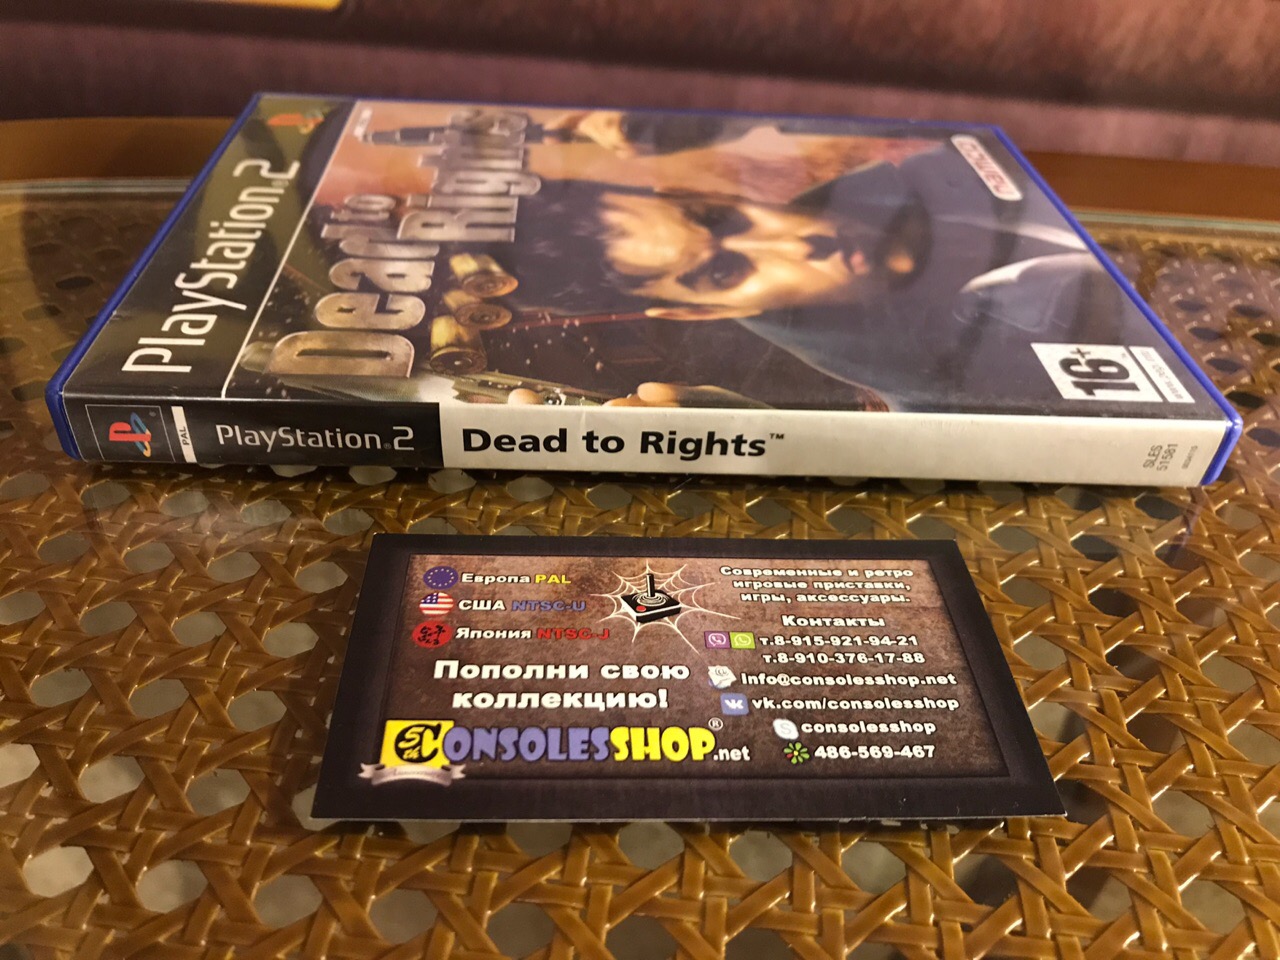 PlayStation.2
Dead to
Rights
16+
PAL
PlayStation.2
Dead to Rights™
SLES
51581
Европа PAL
США NTSC-U
Япония NTSC-J
Пополни свою
коллекцию!
CONSOLESSHOP®.net
Современные и ретро
игровые приставки,
игры, аксессуары.
Контакты
т.8-915-921-94-21
т.8-910-376-17-88
info@consolesshop.net
vk.com/consolesshop
consolesshop
486-569-467